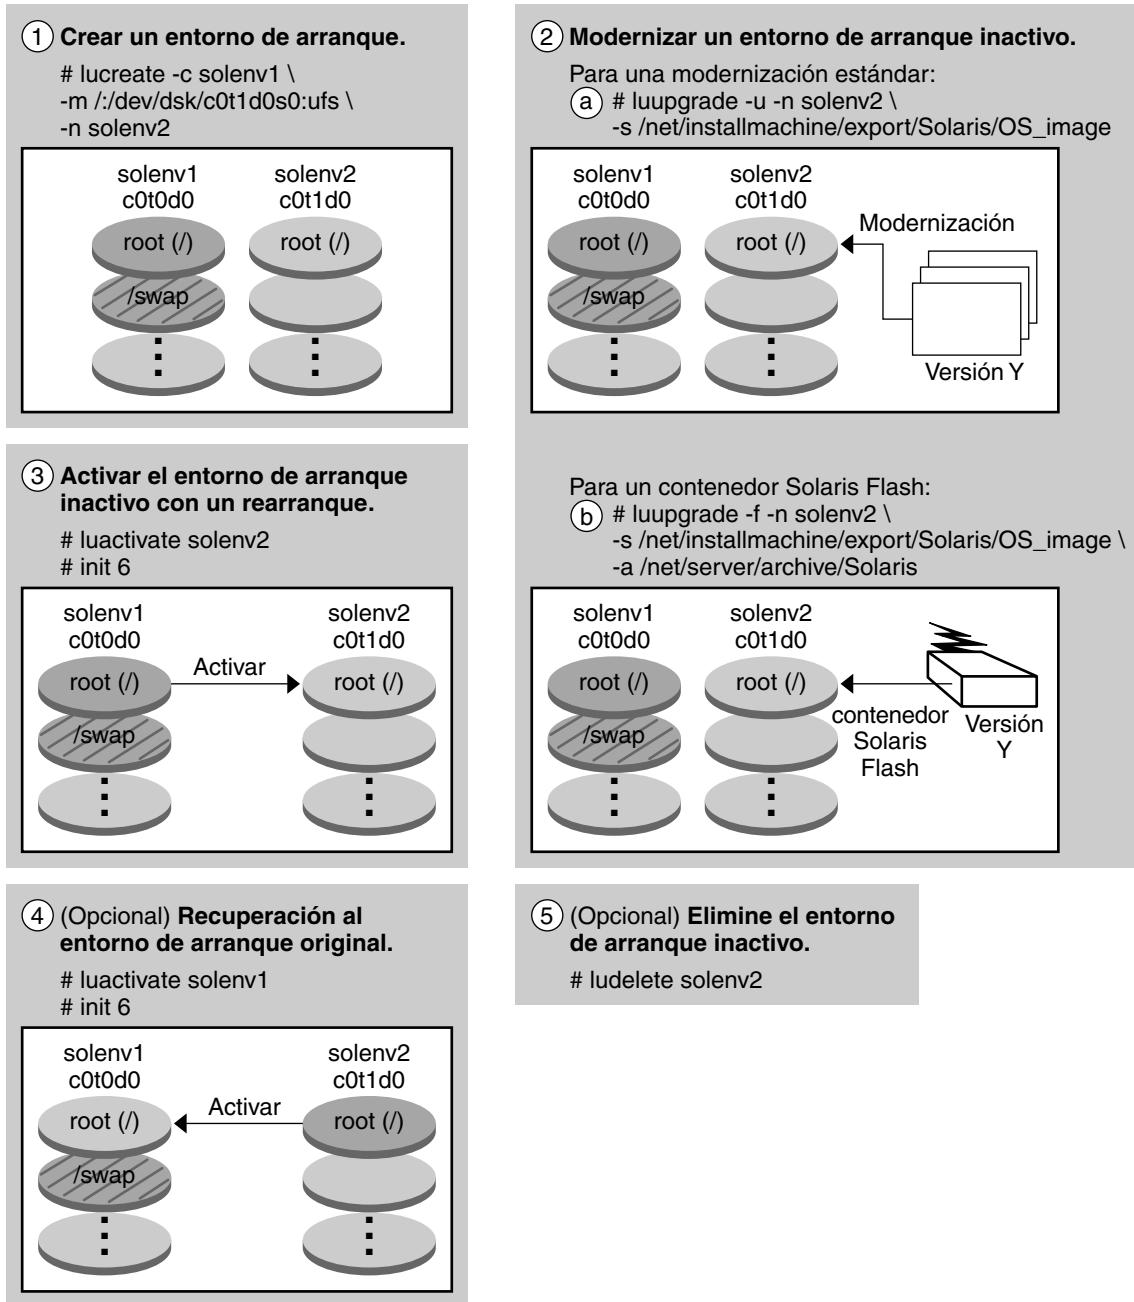 1 Crear un entorno de arranque.
# lucreate -c solenv1 \
-m /:/dev/dsk/c0t1d0s0:ufs \
-n solenv2
solenv1 solenv2
c0t0d0 c0t1d0
root (/) root (/)
/swap
2 Modernizar un entorno de arranque inactivo.
Para una modernización estándar:
a # luupgrade -u -n solenv2 \
-s /net/installmachine/export/Solaris/OS_image
solenv1 solenv2
c0t0d0 c0t1d0
Modernización
root (/) root (/)
/swap
Versión Y
Para un contenedor Solaris Flash:
b # luupgrade -f -n solenv2 \
-s /net/installmachine/export/Solaris/OS_image \
-a /net/server/archive/Solaris
solenv1 solenv2
c0t0d0 c0t1d0
root (/) root (/)
/swap
contenedor
Solaris
Flash
Versión
Y
3 Activar el entorno de arranque
inactivo con un rearranque.
# luactivate solenv2
# init 6
solenv1 solenv2
c0t0d0 c0t1d0
Activar
root (/) root (/)
/swap
4 (Opcional) Recuperación al
entorno de arranque original.
# luactivate solenv1
# init 6
solenv1 solenv2
c0t0d0 c0t1d0
Activar
root (/) root (/)
/swap
5 (Opcional) Elimine el entorno
de arranque inactivo.
# ludelete solenv2